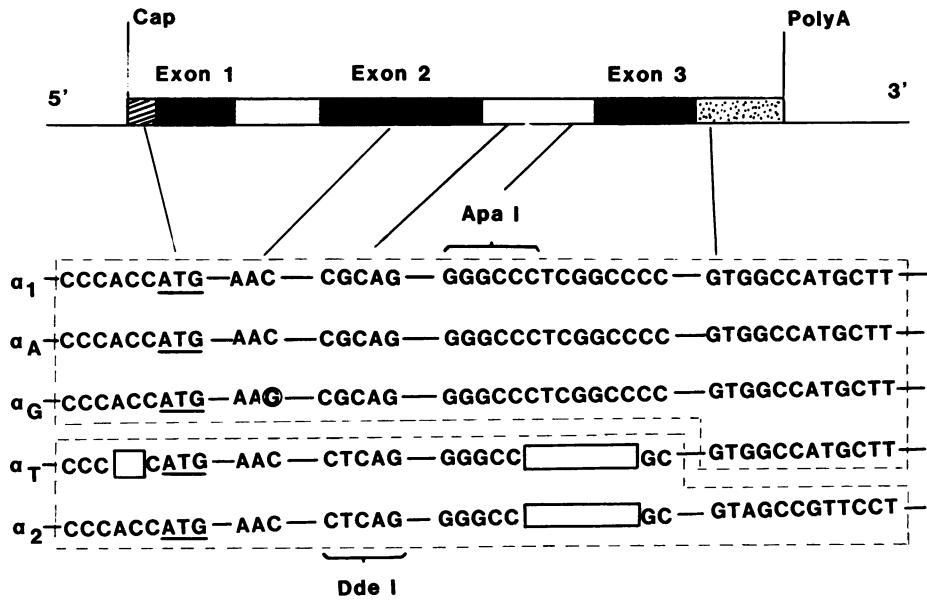 Cap
PolyA
Exon 1 Exon 2 Exon 3
5' 3'
Apa I
α1 CCCACCATG—AAC—CGCAG—GGGCCCTCGGCCCC—GTGGCCATGCTT—
αA CCCACCATG—AAC—CGCAG—GGGCCCTCGGCCCC—GTGGCCATGCTT—
αG CCCACCATG—AAG—CGCAG—GGGCCCTCGGCCCC—GTGGCCATGCTT—
αT CCC CATG—AAC—CTCAG—GGGCC GC—GTGGCCATGCTT—
α2 CCCACCATG—AAC—CTCAG—GGGCC GC—GTAGCCGTTCCT—
Dde I